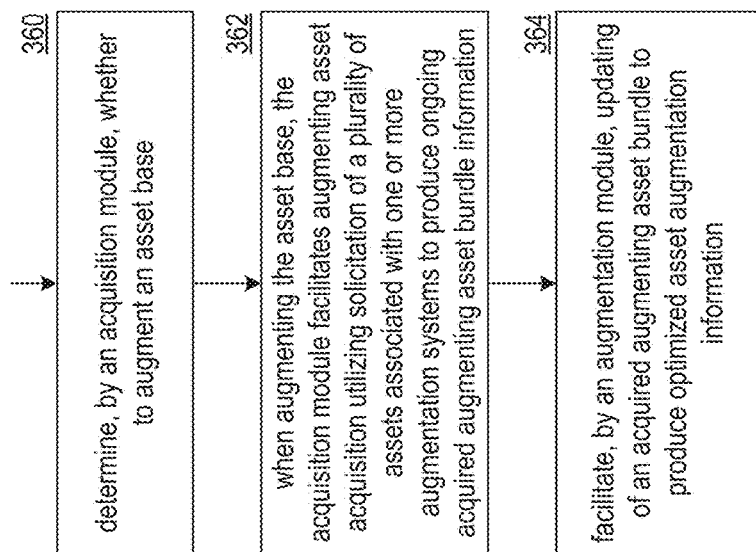 360
determine, by an acquisition module, whether
to augment an asset base
362
when augmenting the asset base, the
acquisition module facilitates augmenting asset
acquisition utilizing solicitation of a plurality of
assets associated with one or more
augmentation systems to produce ongoing
acquired augmenting asset bundle information
364
facilitate, by an augmentation module, updating
of an acquired augmenting asset bundle to
produce optimized asset augmentation
information